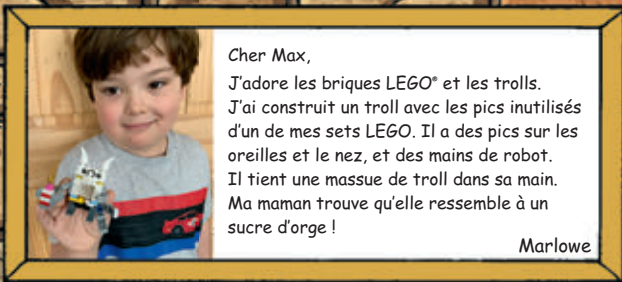 Cher Max,
J'adore les briques LEGO® et les trolls.
J'ai construit un troll avec les pics inutilisés
d'un de mes sets LEGO. Il a des pics sur les
oreilles et le nez, et des mains de robot.
Il tient une massue de troll dans sa main.
Ma maman trouve qu'elle ressemble à un
sucre d'orge !
Marlowe